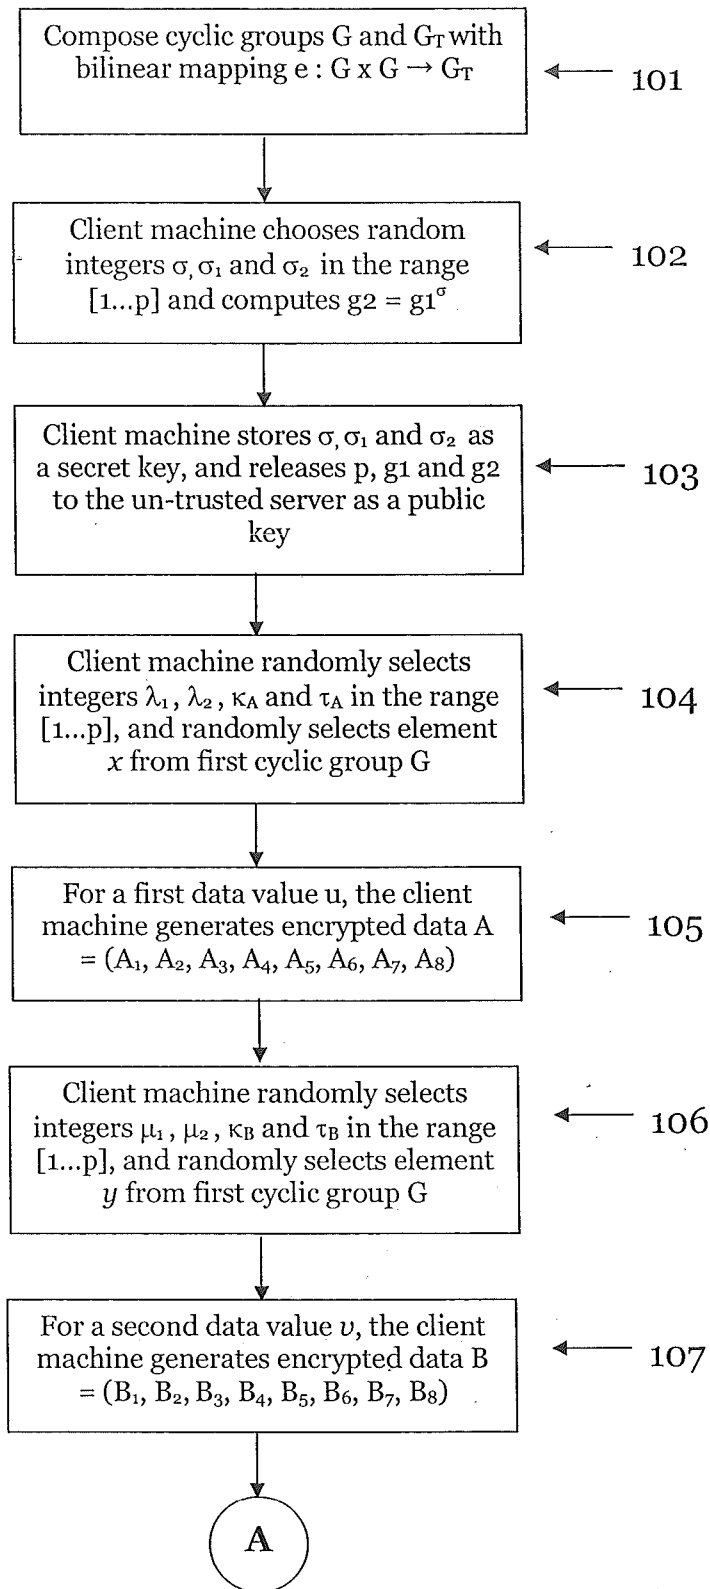 Compose cyclic groups G and G_T with
bilinear mapping e : G x G → G_T
101
Client machine chooses random
integers σ, σ₁ and σ₂ in the range
[1...p] and computes g2 = g1^σ
102
Client machine stores σ, σ₁ and σ₂ as
a secret key, and releases p, g1 and g2
to the un-trusted server as a public
key
103
Client machine randomly selects
integers λ₁, λ₂, κ_A and τ_A in the range
[1...p], and randomly selects element
x from first cyclic group G
104
For a first data value u, the client
machine generates encrypted data A
= (A₁, A₂, A₃, A₄, A₅, A₆, A₇, A₈)
105
Client machine randomly selects
integers μ₁, μ₂, κ_B and τ_B in the range
[1...p], and randomly selects element
y from first cyclic group G
106
For a second data value υ, the client
machine generates encrypted data B
= (B₁, B₂, B₃, B₄, B₅, B₆, B₇, B₈)
107
A